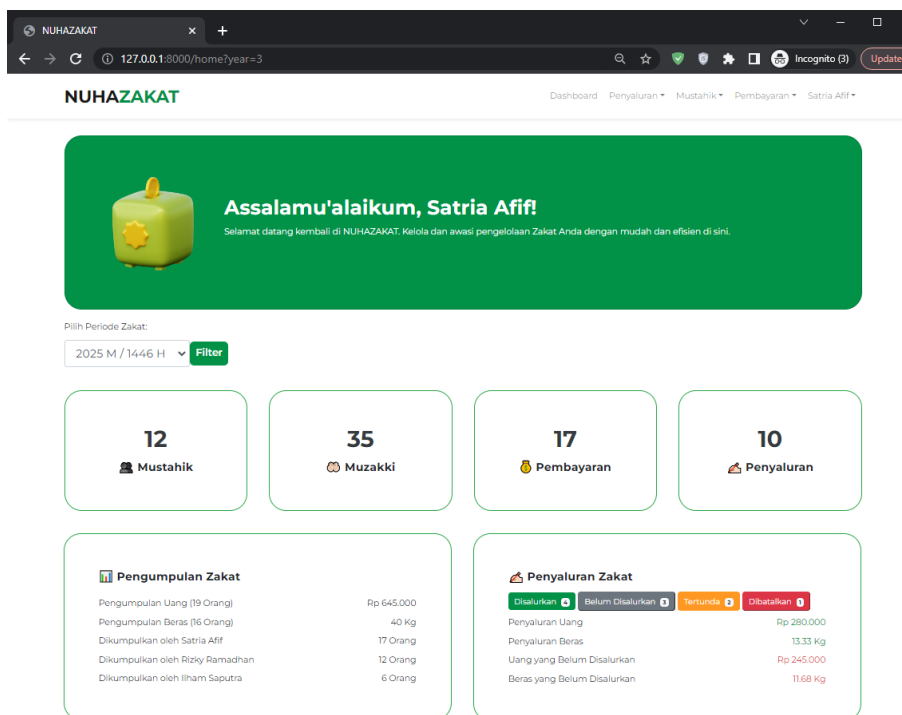 NUHAZAKAT
127.0.0.1:8000/home?year=3
Incognito (3)
Update
NUHAZAKAT
Dashboard Penyaluran Mustahik Pembayaran Satria Afif
Assalamu'alaikum, Satria Afif!
Selamat datang kembali di NUHAZAKAT. Kelola dan awasi pengelolaan Zakat Anda dengan mudah dan efisien di sini.
Pilih Periode Zakat:
2025 M / 1446 H Filter
12 35 17 10
Mustahik Muzakki Pembayaran Penyaluran
Pengumpulan Zakat
Pengumpulan Uang (19 Orang) Rp 645.000
Pengumpulan Beras (16 Orang) 40 Kg
Dikumpulkan oleh Satria Afif 17 Orang
Dikumpulkan oleh Rizky Ramadhan 12 Orang
Dikumpulkan oleh Ilham Saputra 6 Orang
Penyaluran Zakat
Disalurkan 4 Belum Disalurkan 3 Tertunda 2 Dibatalkan 1
Penyaluran Uang Rp 280.000
Penyaluran Beras 13.33 Kg
Uang yang Belum Disalurkan Rp 245.000
Beras yang Belum Disalurkan 11.68 Kg